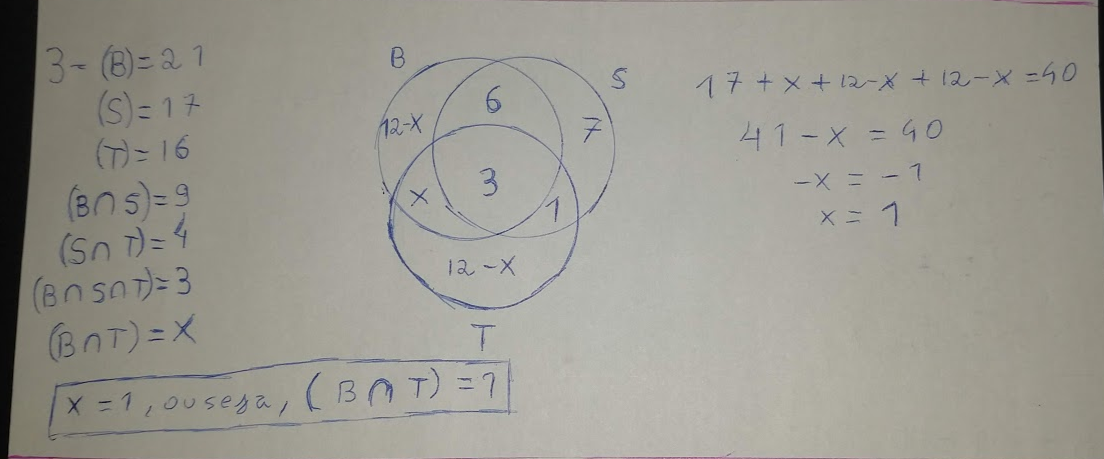 3- (B)=21
(S)=17
(T)=16
(B∩S)=9
(S∩T)=4
(B∩S∩T)=3
(B∩T)=X
x=1, ou seja, (B∩T)=1
B
S
6
12-X
7
X
3
1
12-X
T
17+x+12-x+12-x=40
41-x=40
-x=-1
x=1